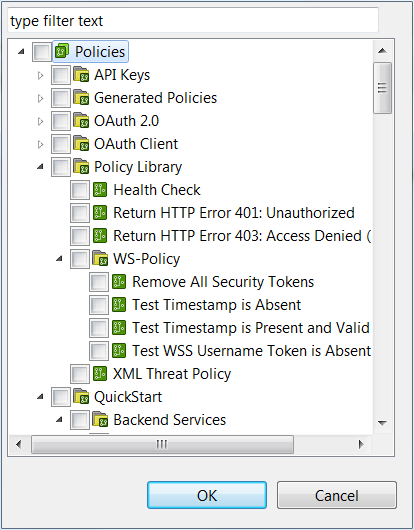 type filter text
Policies
API Keys
Generated Policies
OAuth 2.0
OAuth Client
Policy Library
Health Check
Return HTTP Error 401: Unauthorized
Return HTTP Error 403: Access Denied (
WS-Policy
Remove All Security Tokens
Test Timestamp is Absent
Test Timestamp is Present and Valid
Test WSS Username Token is Absent
XML Threat Policy
QuickStart
Backend Services
OK
Cancel